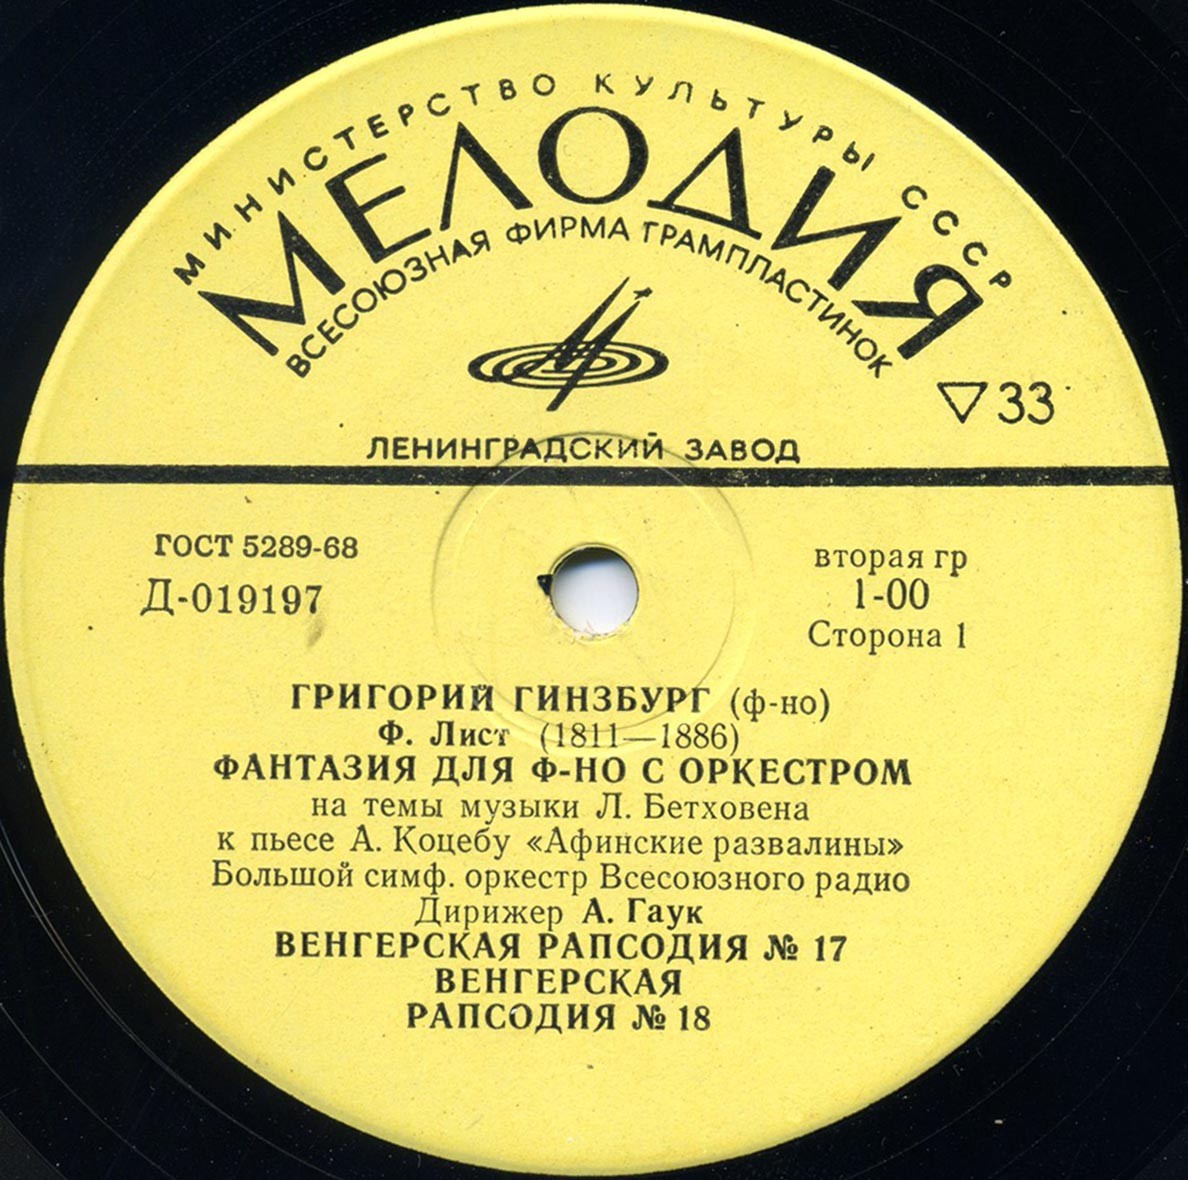 МИНИСТЕРСТВО КУЛЬТУРЫ СССР
МЕЛОДИЯ
ВСЕСОЮЗНАЯ ФИРМА ГРАМПЛАСТИНОК
33
ЛЕНИНГРАДСКИЙ ЗАВОД
ГОСТ 5289-68
Д-019197
вторая гр
1-00
Сторона 1
ГРИГОРИЙ ГИНЗБУРГ (ф-но)
Ф. Лист (1811—1886)
ФАНТАЗИЯ ДЛЯ Ф-НО С ОРКЕСТРОМ
на темы музыки Л. Бетховена
к пьесе А. Коцебу «Афинские развалины»
Большой симф. оркестр Всесоюзного радио
Дирижер А. Гаук
ВЕНГЕРСКАЯ РАПСОДИЯ № 17
ВЕНГЕРСКАЯ
РАПСОДИЯ № 18